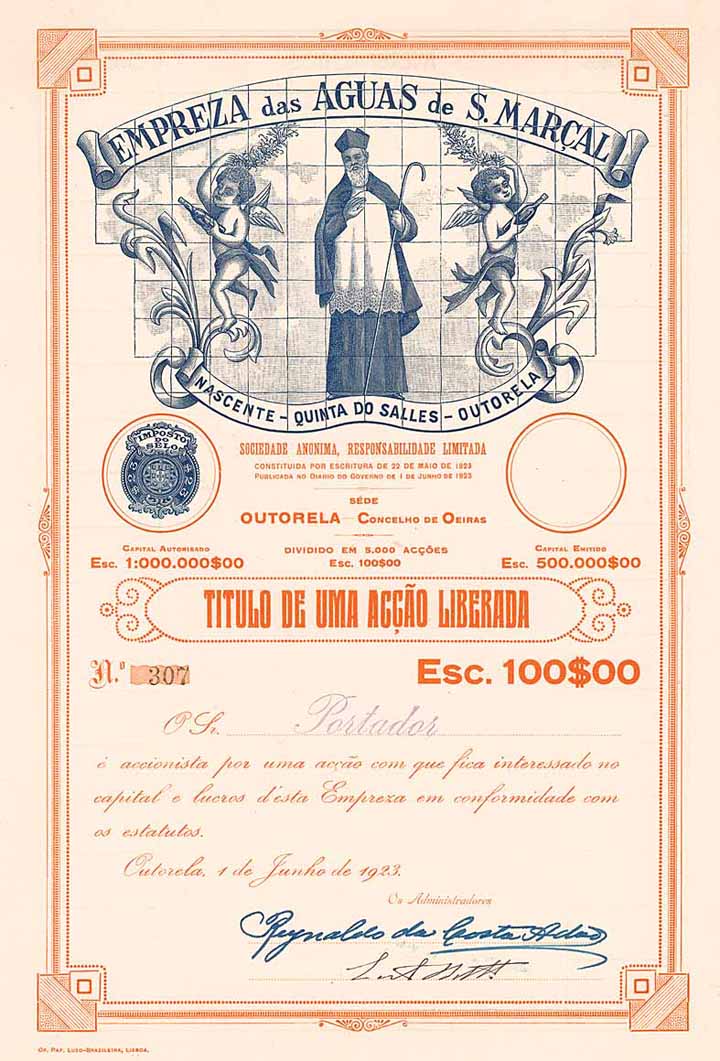 EMPREZA das AGUAS de S. MARÇAL
NASCENTE - QUINTA DO SALLES - OUTORELA
IMPOSTO
DO
SELO
$23 $23
SOCIEDADE ANONIMA, RESPONSABILIDADE LIMITADA
CONSTITUIDA POR ESCRITURA DE 22 DE MAIO DE 1923
PUBLICADA NO DIARIO DO GOVERNO DE 1 DE JUNHO DE 1923
SÉDE
OUTORELA - CONCELHO DE OEIRAS
CAPITAL AUTORISADO
Esc. 1:000.000$00
DIVIDIDO EM 5.000 ACÇÕES
Esc. 100$00
CAPITAL EMITIDO
Esc. 500.000$00
TITULO DE UMA ACÇÃO LIBERADA
N.º 307
Esc. 100$00
O Sr. Portador
é accionista por uma acção com que fica interessado no
capital e lucros d'ésta Empreza em conformidade com
os estatutos.
Outorela, 1 de Junho de 1923.
Os Administradores
Reynaldo da Costa
OF. PAP. LUSO-BRAZILEIRA, LISBOA.